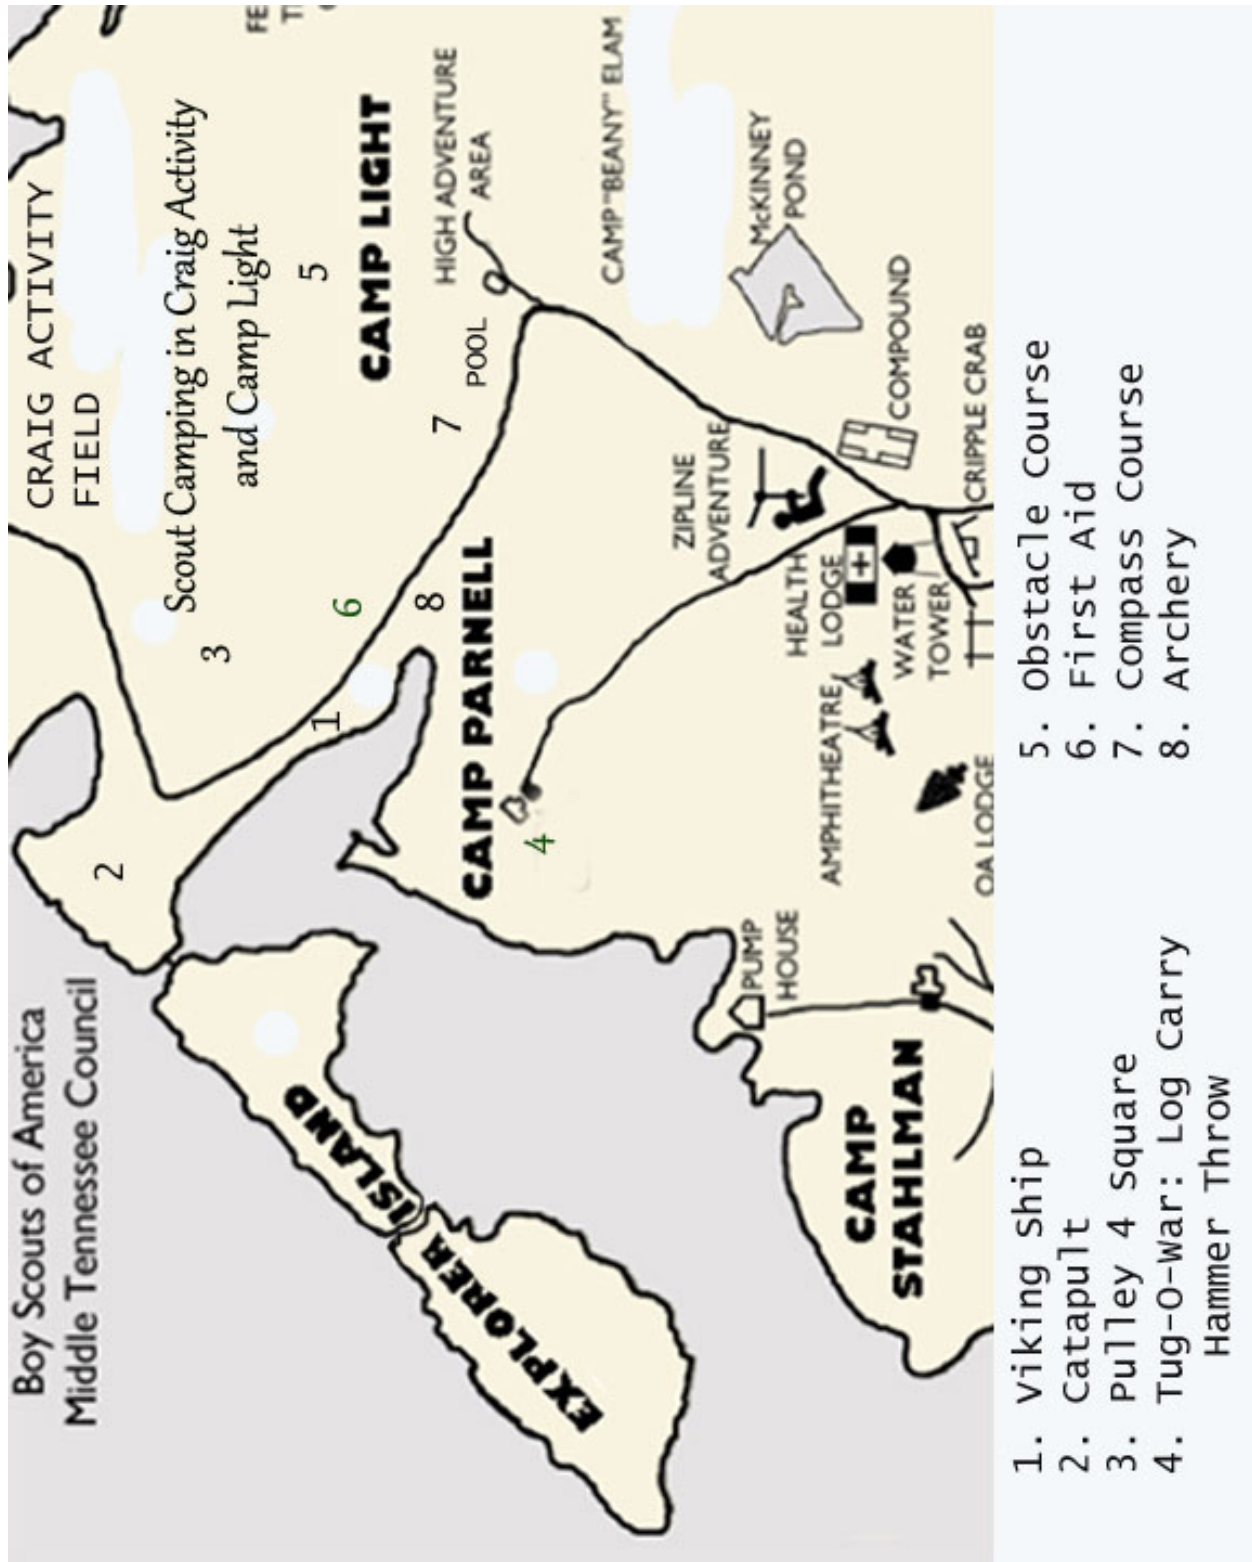 Boy Scouts of America
Middle Tennessee Council
CRAIG ACTIVITY
FIELD
Scout Camping in Craig Activity
and Camp Light
2
3
5
6
1
CAMP LIGHT
HIGH ADVENTURE
AREA
7
POOL
8
CAMP PARNELL
4
EXPLORER ISLAND
CAMP "BEANY" ELAM
McKINNEY
POND
ZIPLINE
ADVENTURE
COMPOUND
HEALTH
LODGE
AMPHITHEATRE
WATER
TOWER
CRIPPLE CRAB
PUMP
HOUSE
OA LODGE
CAMP
STAHLMAN
1. Viking Ship
2. Catapult
3. Pulley 4 Square
4. Tug-O-War: Log Carry
Hammer Throw
5. Obstacle Course
6. First Aid
7. Compass Course
8. Archery